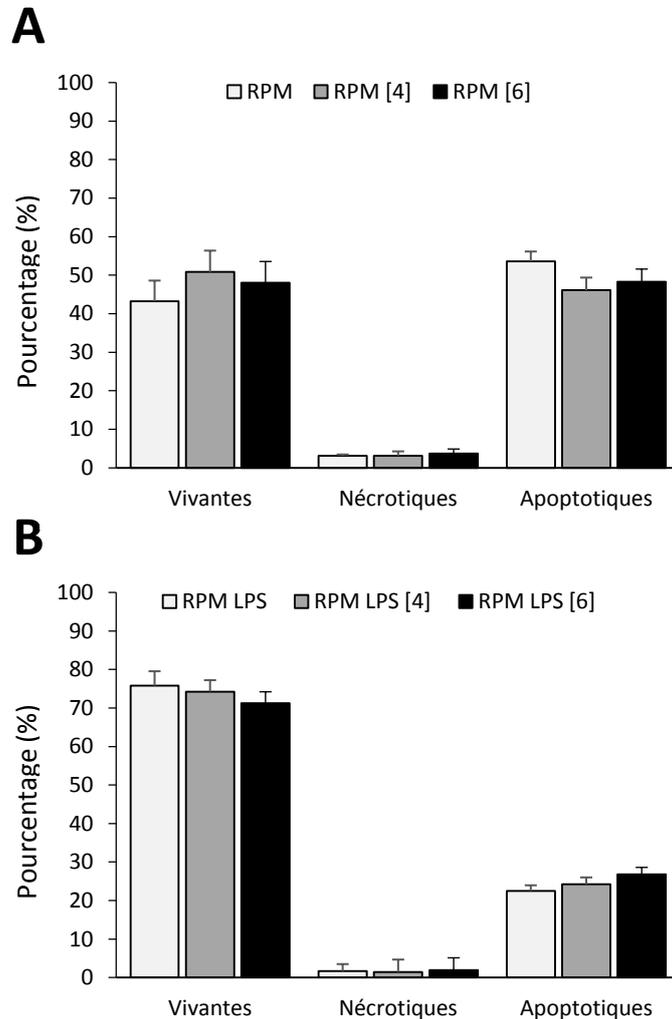 A
RPM RPM [4] RPM [6]
Pourcentage (%)
100
90
80
70
60
50
40
30
20
10
0
Vivantes Nécrotiques Apoptotiques
B
RPM LPS RPM LPS [4] RPM LPS [6]
Pourcentage (%)
100
90
80
70
60
50
40
30
20
10
0
Vivantes Nécrotiques Apoptotiques